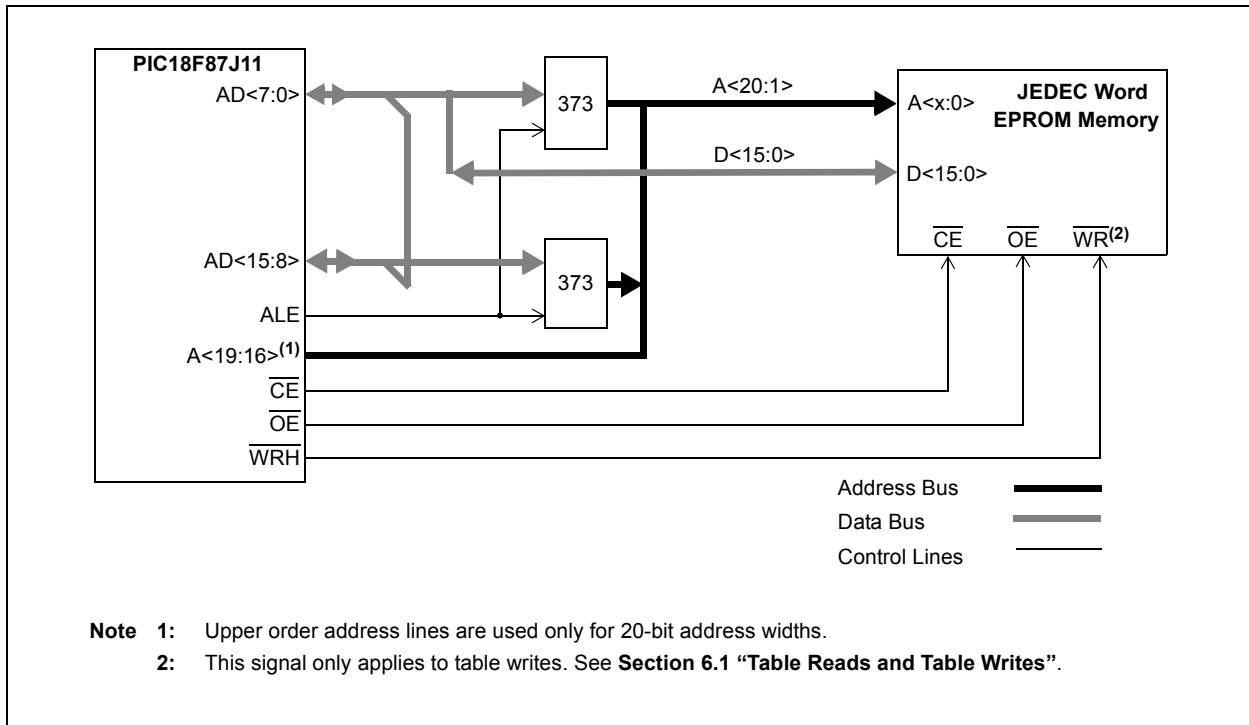 PIC18F87J11
AD<7:0>
373
A<20:1>
A<x:0>
JEDEC Word
EPROM Memory
D<15:0>
D<15:0>
CE OE WR(2)
AD<15:8>
373
ALE
A<19:16>(1)
CE
OE
WRH
Address Bus
Data Bus
Control Lines
Note 1: Upper order address lines are used only for 20-bit address widths.
2: This signal only applies to table writes. See Section 6.1 “Table Reads and Table Writes”.